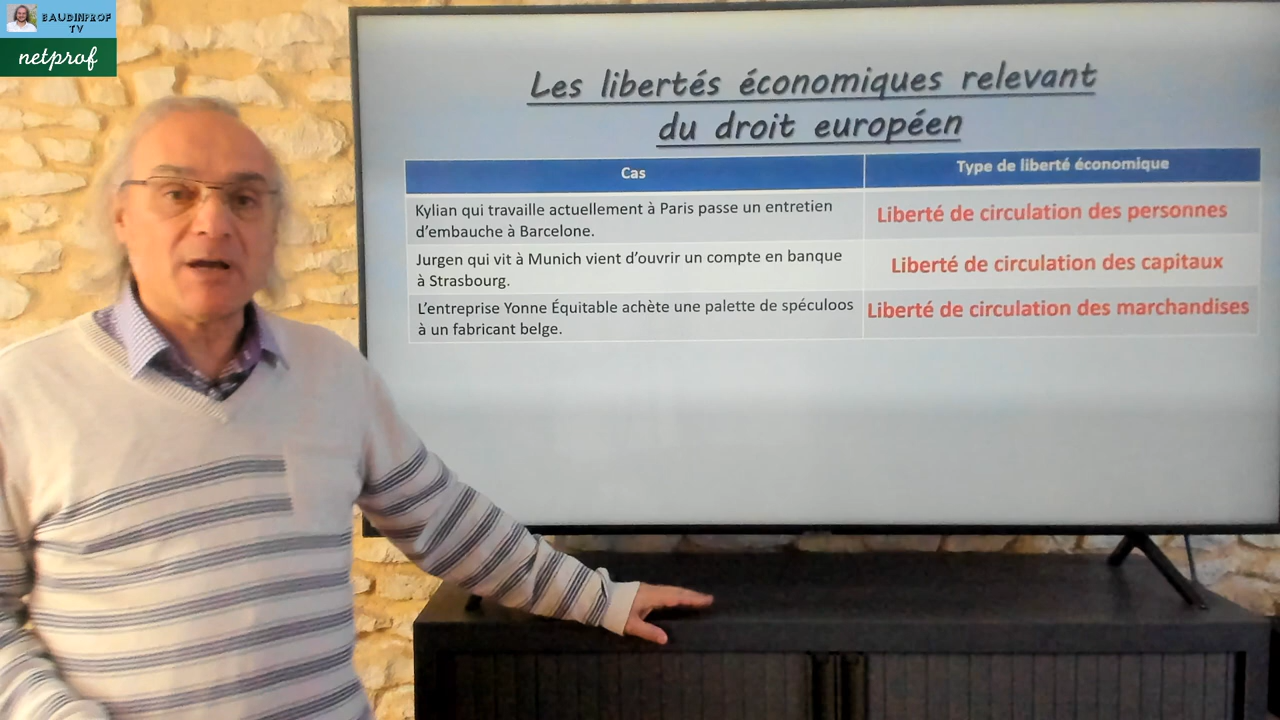 BAUDINPROF
TV
netprof
Les libertés économiques relevant
du droit européen
Cas
Type de liberté économique
Kylian qui travaille actuellement à Paris passe un entretien
d'embauche à Barcelone.
Liberté de circulation des personnes
Jurgen qui vit à Munich vient d'ouvrir un compte en banque
à Strasbourg.
Liberté de circulation des capitaux
L'entreprise Yonne Équitable achète une palette de spéculoos
à un fabricant belge.
Liberté de circulation des marchandises